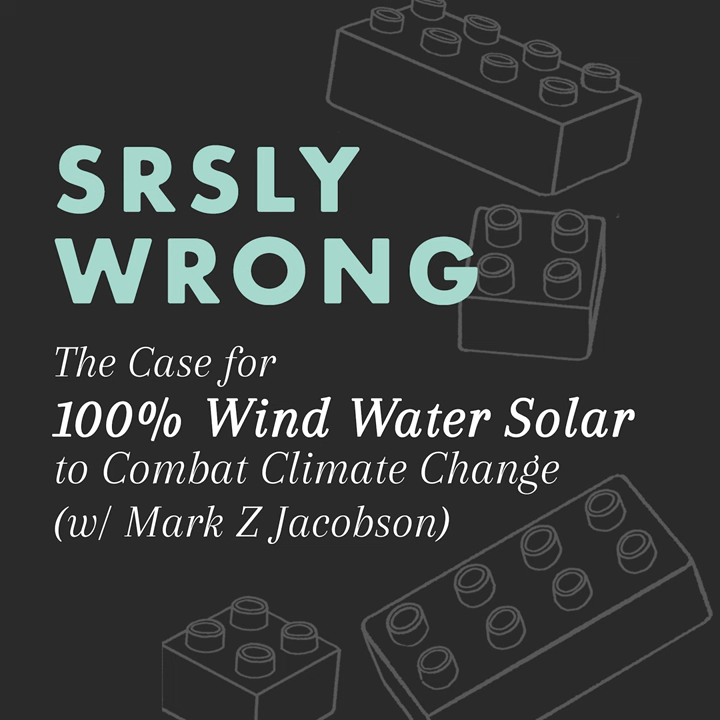 SRSLY
WRONG
The Case for
100% Wind Water Solar
to Combat Climate Change
(w/ Mark Z Jacobson)